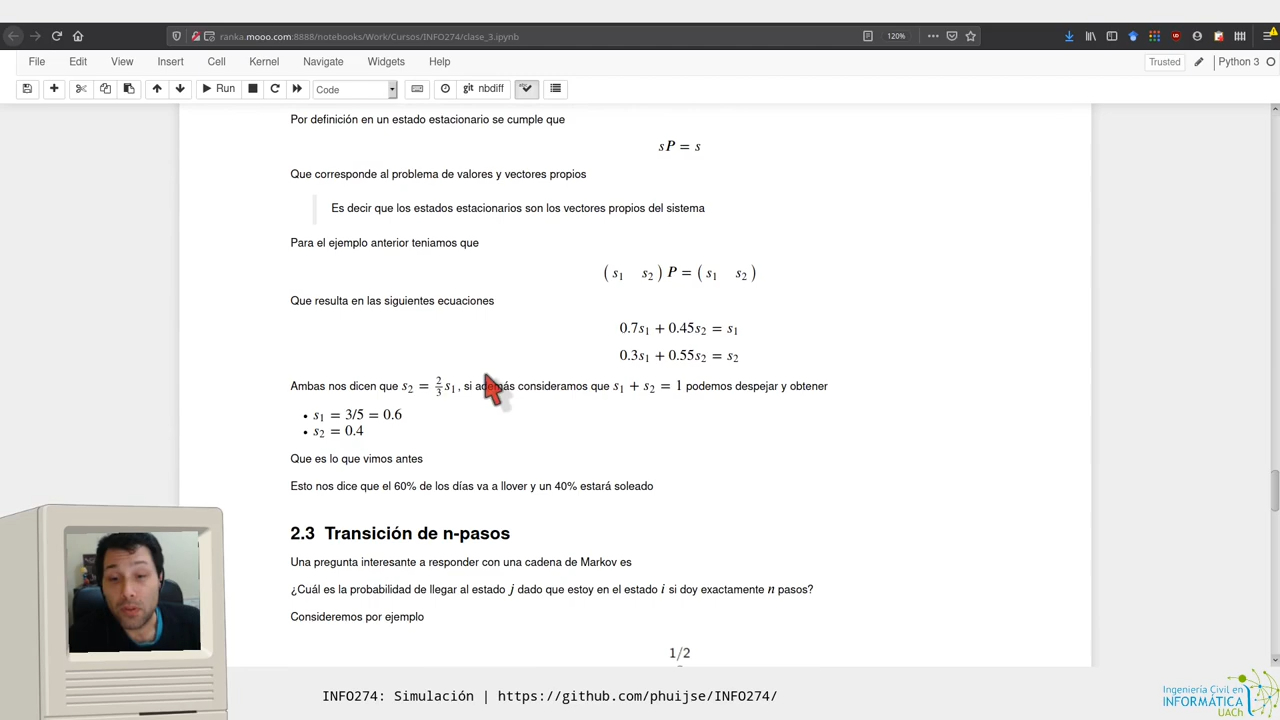 ranka.mooo.com:8888/notebooks/Work/Cursos/INFO274/clase_3.ipynb 120%
File Edit View Insert Cell Kernel Navigate Widgets Help Trusted Python 3
Run Code git nbdiff
Por definición en un estado estacionario se cumple que
sP = s
Que corresponde al problema de valores y vectores propios
Es decir que los estados estacionarios son los vectores propios del sistema
Para el ejemplo anterior teniamos que
( s₁ s₂ ) P = ( s₁ s₂ )
Que resulta en las siguientes ecuaciones
0.7s₁ + 0.45s₂ = s₁
0.3s₁ + 0.55s₂ = s₂
Ambas nos dicen que s₂ = 2/3 s₁, si además consideramos que s₁ + s₂ = 1 podemos despejar y obtener
• s₁ = 3/5 = 0.6
• s₂ = 0.4
Que es lo que vimos antes
Esto nos dice que el 60% de los días va a llover y un 40% estará soleado
2.3 Transición de n-pasos
Una pregunta interesante a responder con una cadena de Markov es
¿Cuál es la probabilidad de llegar al estado j dado que estoy en el estado i si doy exactamente n pasos?
Consideremos por ejemplo
1/2
INFO274: Simulación | https://github.com/phuijse/INFO274/
Ingeniería Civil en
INFORMÁTICA
UACh